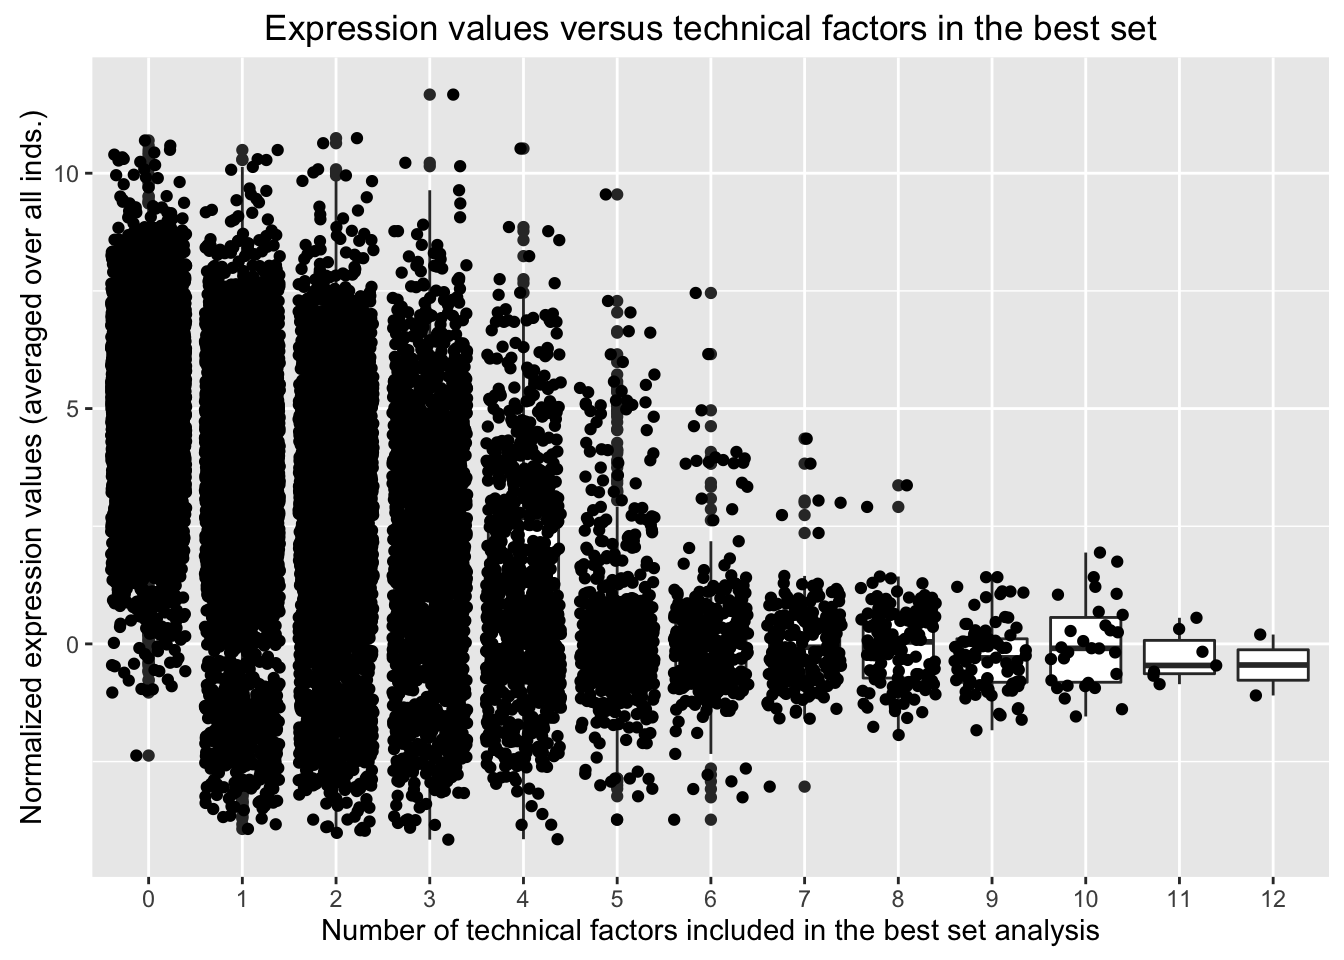 Expression values versus technical factors in the best set
Normalized expression values (averaged over all inds.)
10
5
0
0 1 2 3 4 5 6 7 8 9 10 11 12
Number of technical factors included in the best set analysis